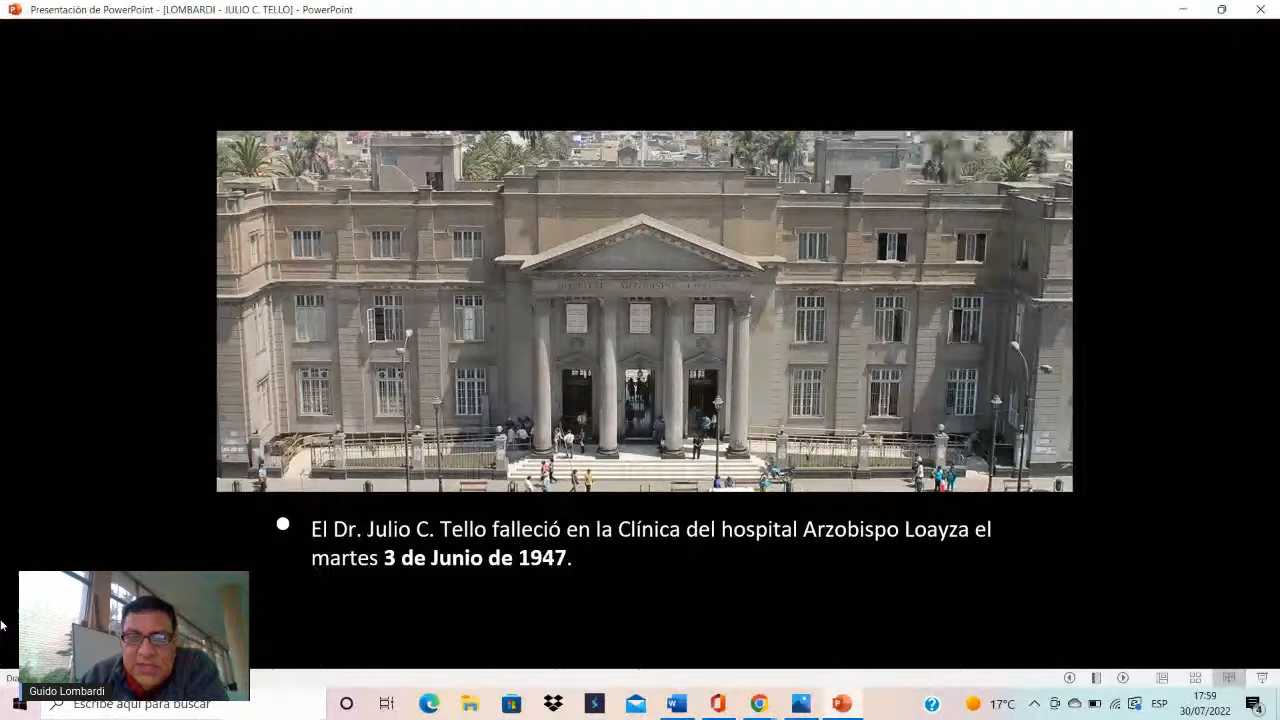 Presentación de PowerPoint - [LOMBARDI - JULIO C. TELLO] - PowerPoint
El Dr. Julio C. Tello falleció en la Clínica del hospital Arzobispo Loayza el
martes 3 de Junio de 1947.
Guido Lombardi
Escribe aquí para buscar
17°C
ESP
17:59
30/07/2022
4